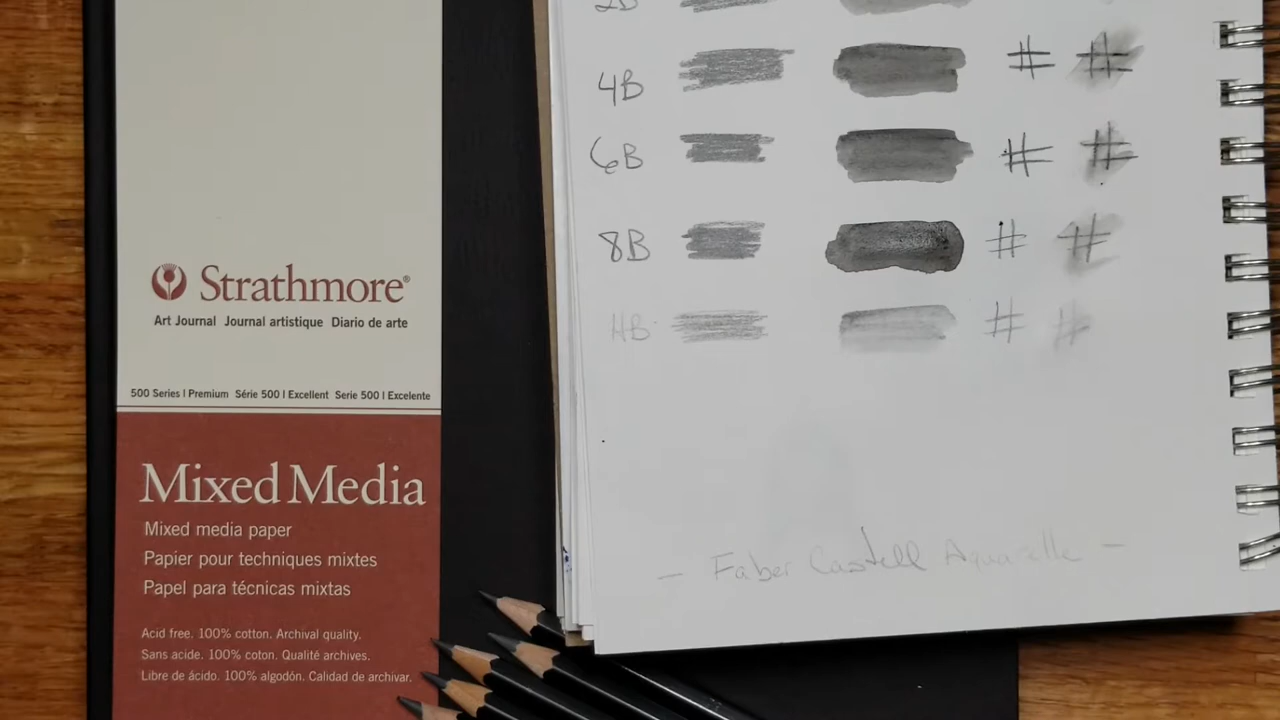 Strathmore®
Art Journal Journal artistique Diario de arte
500 Series | Premium Série 500 | Excellent Serie 500 | Excelente
Mixed Media
Mixed media paper
Papier pour techniques mixtes
Papel para técnicas mixtas
Acid free. 100% cotton. Archival quality.
Sans acide. 100% coton. Qualité archives.
Libre de ácido. 100% algodón. Calidad de archivar.
2B
4B # #
6B # #
8B # #
HB # #
- Faber Castell Aquarelle -